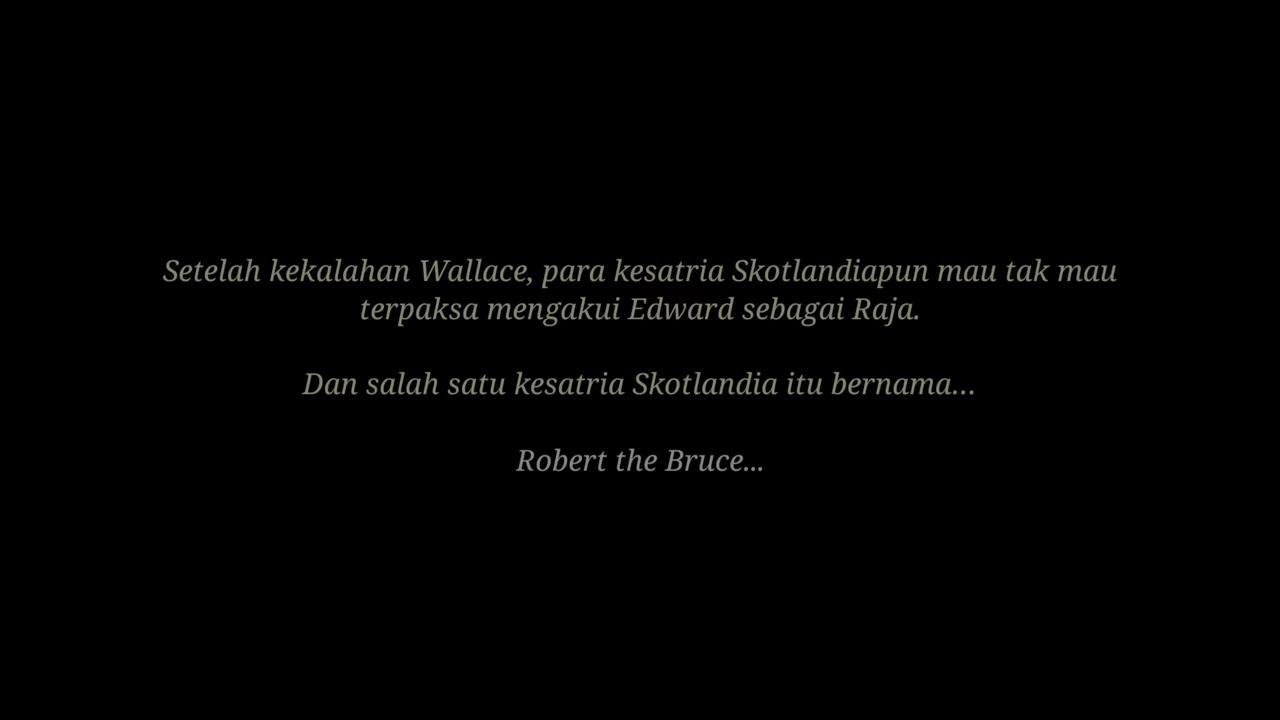 Setelah kekalahan Wallace, para kesatria Skotlandiapun mau tak mau
terpaksa mengakui Edward sebagai Raja.
Dan salah satu kesatria Skotlandia itu bernama...
Robert the Bruce...